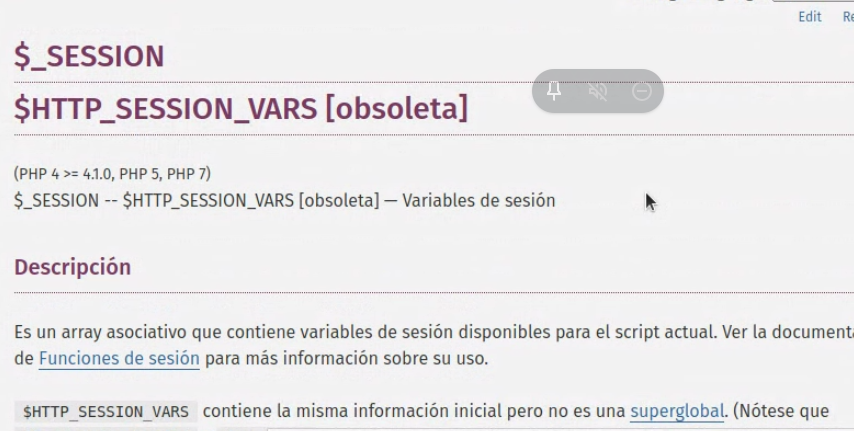 Edit
$_SESSION
$HTTP_SESSION_VARS [obsoleta]
(PHP 4 >= 4.1.0, PHP 5, PHP 7)
$_SESSION -- $HTTP_SESSION_VARS [obsoleta] — Variables de sesión
Descripción
Es un array asociativo que contiene variables de sesión disponibles para el script actual. Ver la
de Funciones de sesión para más información sobre su uso.
$HTTP_SESSION_VARS contiene la misma información inicial pero no es una superglobal. (Nótese que